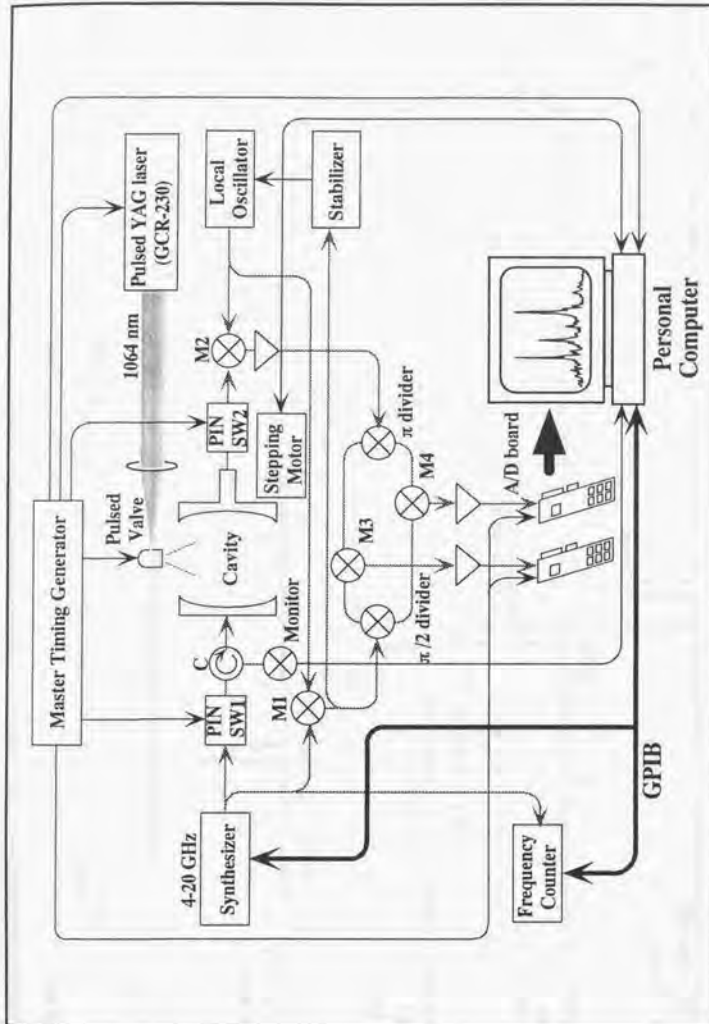 Master Timing Generator
Pulsed
Valve
1064 nm
Pulsed YAG laser
(GCR-230)
4-20 GHz
Synthesizer
PIN
SW1
C
C
Cavity
PIN
SW2
M2
Local
Oscillator
Monitor
Stepping
Motor
M1
Stabilizer
M3
π/2 divider
π divider
M4
Frequency
Counter
A/D board
GPIB
Personal
Computer